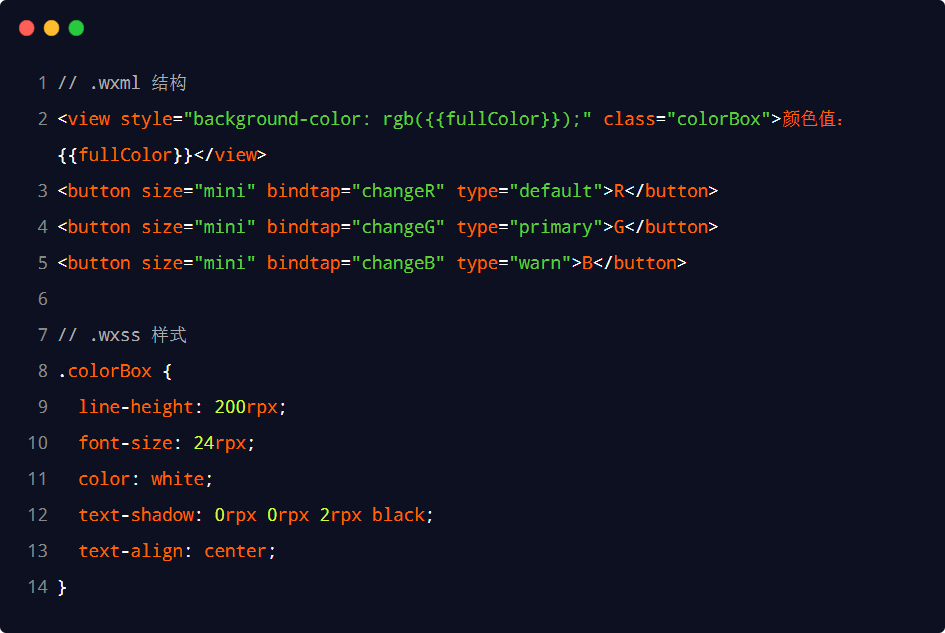 1 // .wxml 结构
2 <view style="background-color: rgb({{fullColor}});" class="colorBox">颜色值：
{{fullColor}}</view>
3 <button size="mini" bindtap="changeR" type="default">R</button>
4 <button size="mini" bindtap="changeG" type="primary">G</button>
5 <button size="mini" bindtap="changeB" type="warn">B</button>
6
7 // .wxss 样式
8 .colorBox {
9   line-height: 200rpx;
10   font-size: 24rpx;
11   color: white;
12   text-shadow: 0rpx 0rpx 2rpx black;
13   text-align: center;
14 }